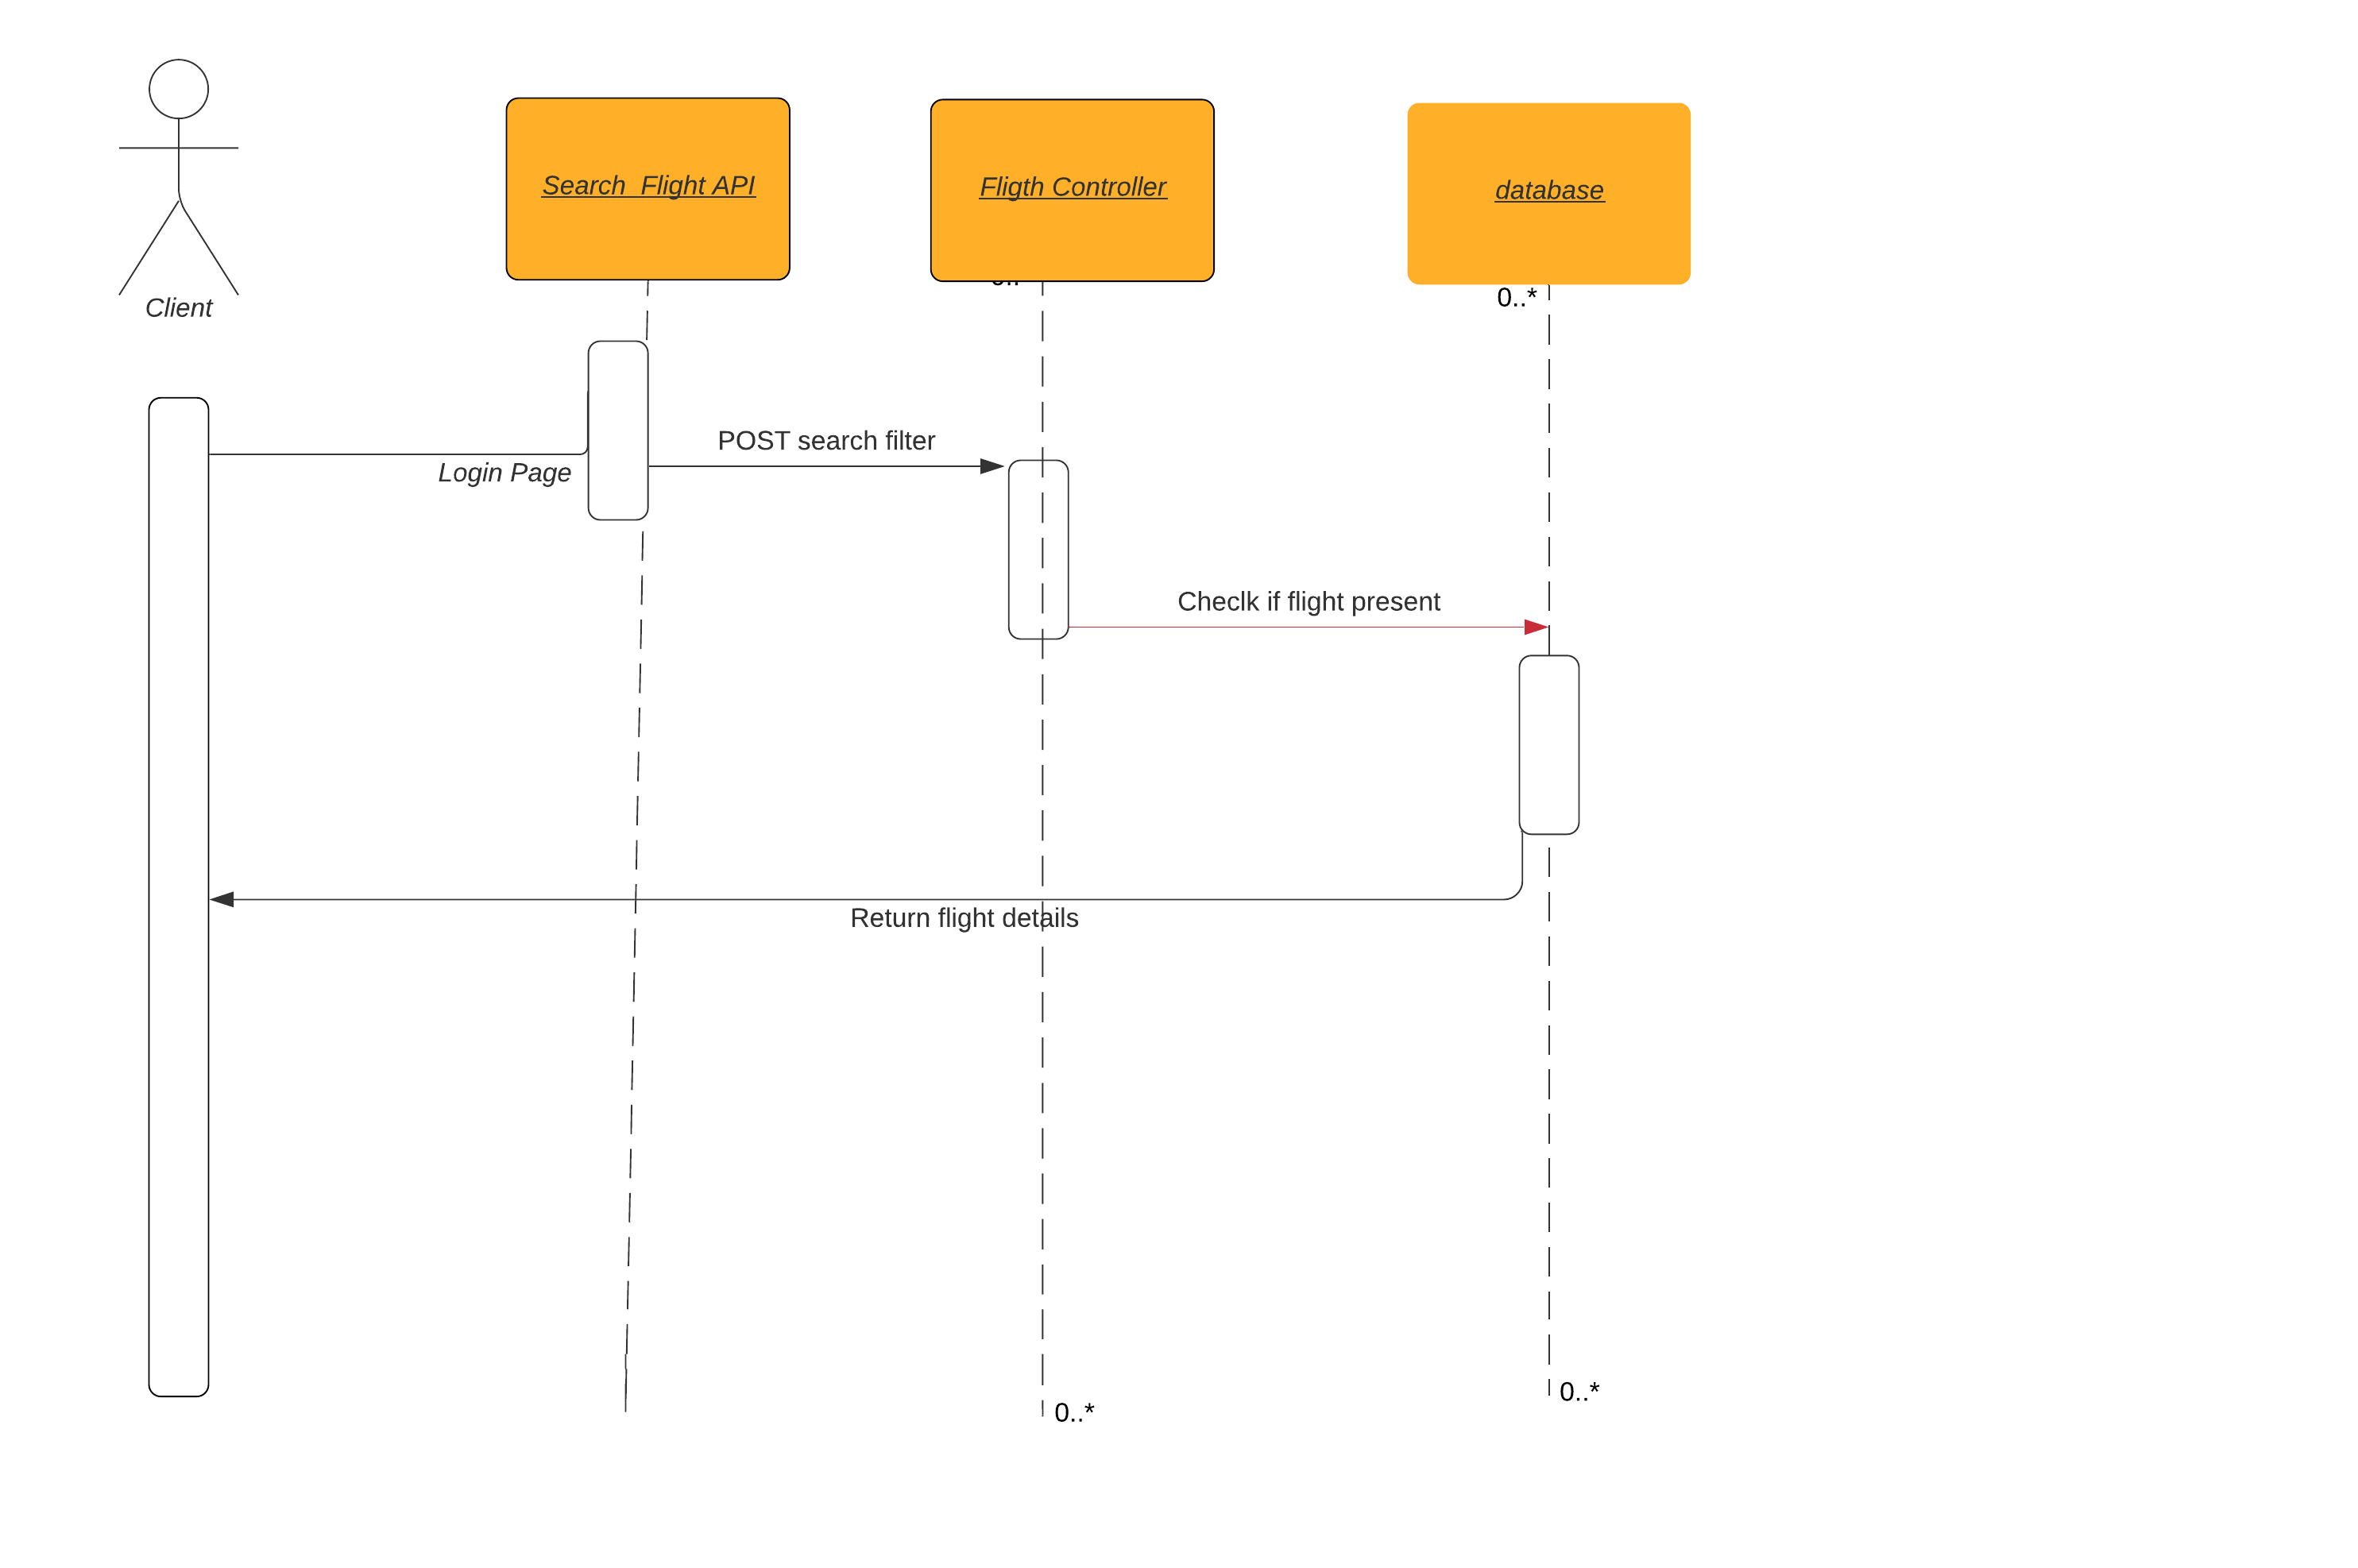 Search  Flight API
Fligth Controller
database
0..*
Client
POST search filter
Login Page
Checlk if flight present
Return flight details
0..*
0..*